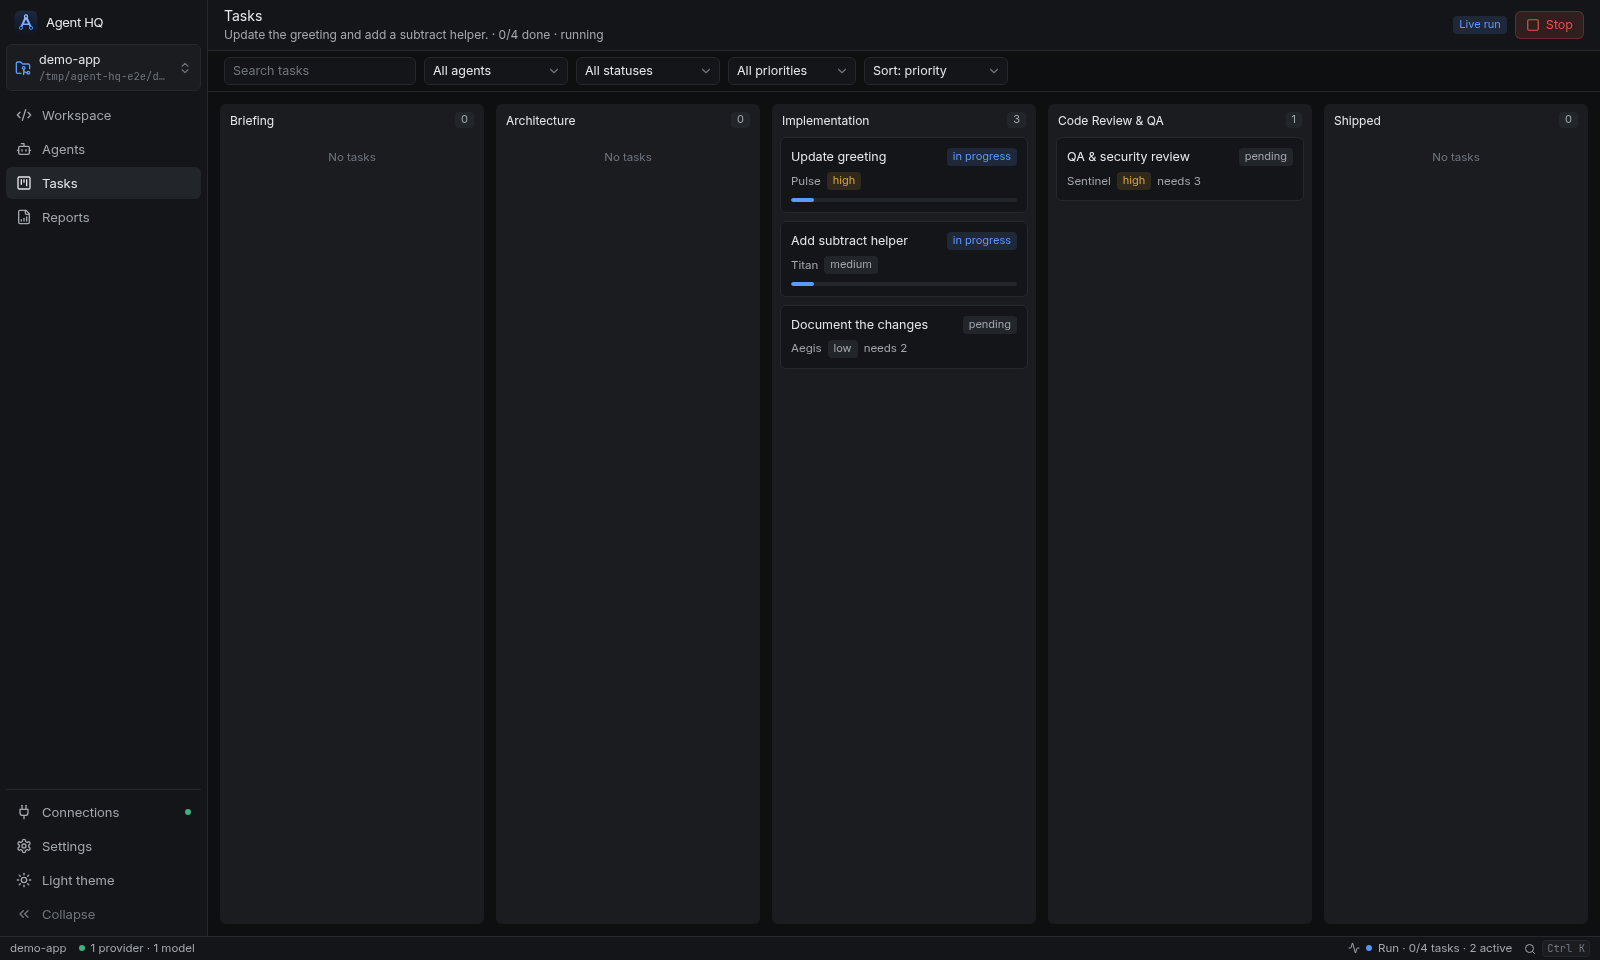 Agent HQ
demo-app
/tmp/agent-hq-e2e/d…
Workspace
Agents
Tasks
Reports
Connections
Settings
Light theme
Collapse
Tasks
Update the greeting and add a subtract helper. · 0/4 done · running
Live run
Stop
Search tasks
All agents
All statuses
All priorities
Sort: priority
Briefing 0
No tasks
Architecture 0
No tasks
Implementation 3
Update greeting in progress
Pulse high
Add subtract helper in progress
Titan medium
Document the changes pending
Aegis low needs 2
Code Review & QA 1
QA & security review pending
Sentinel high needs 3
Shipped 0
No tasks
demo-app 1 provider · 1 model
Run · 0/4 tasks · 2 active Ctrl K